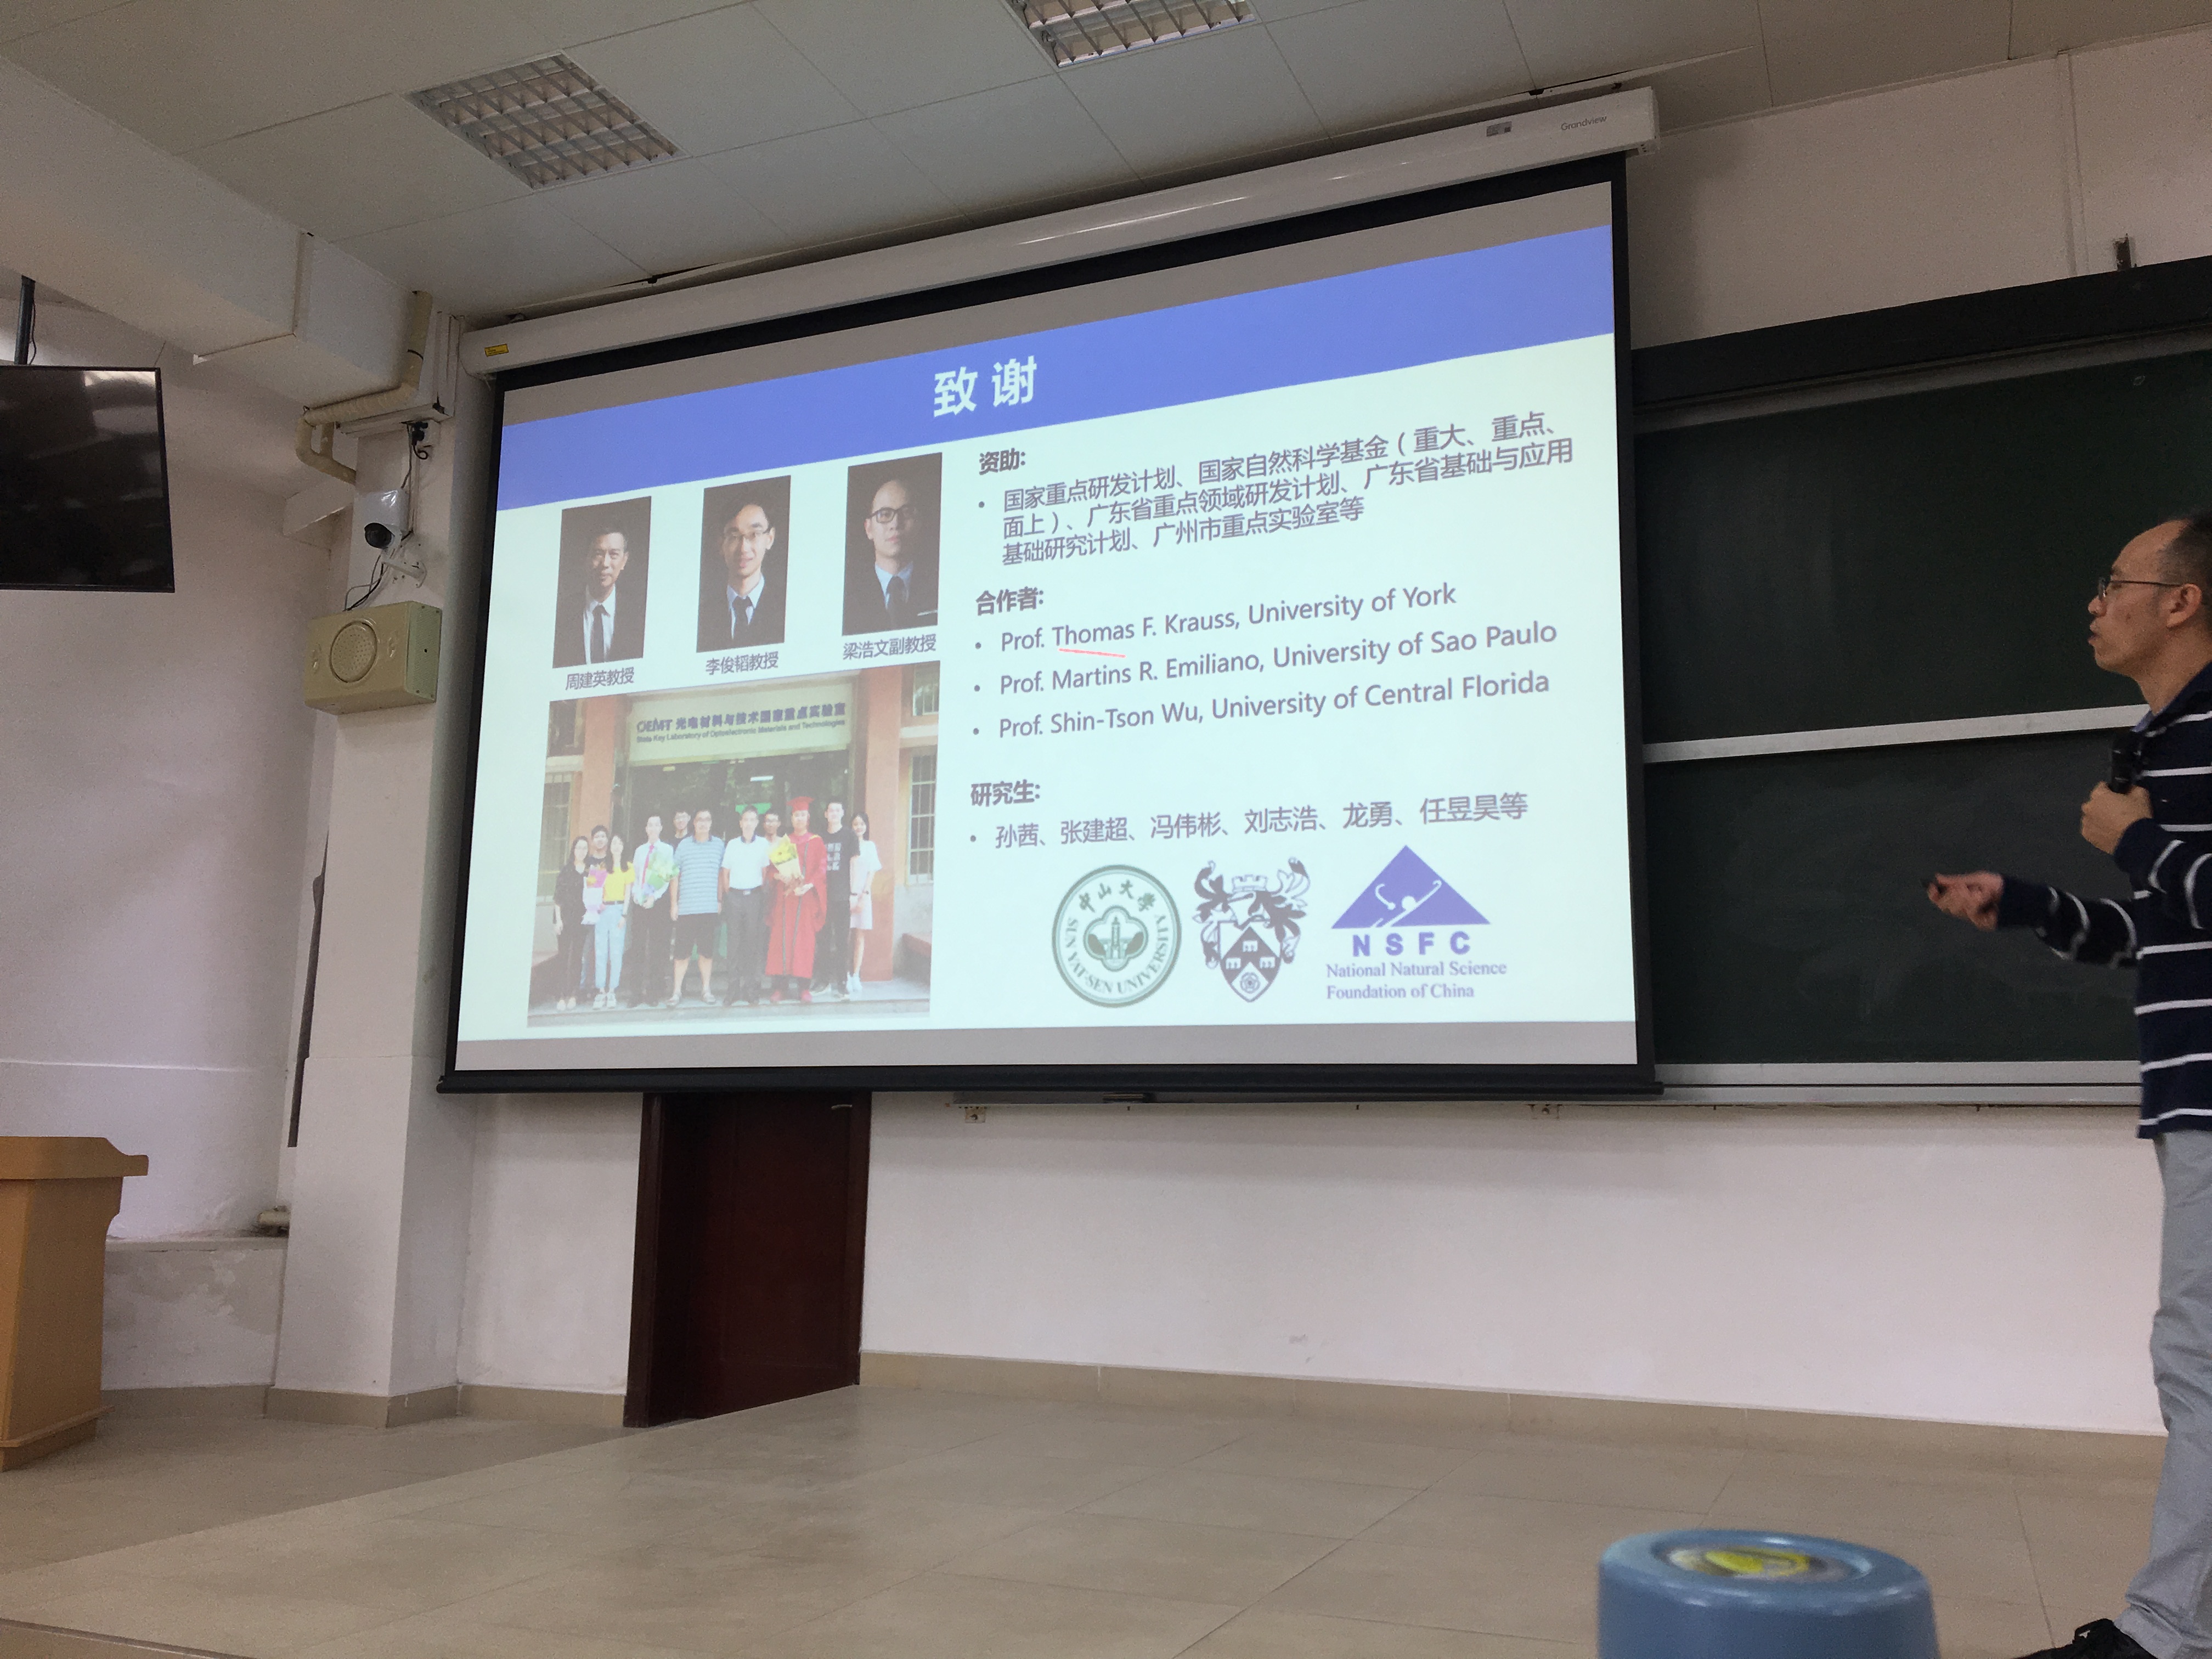 Grandview
致谢
周建英教授
李俊韬教授
梁浩文副教授
OEMT 光电材料与技术国家重点实验室
State Key Laboratory of Optoelectronic Materials and Technologies
资助:
• 国家重点研发计划、国家自然科学基金（重大、重点、
面上）、广东省重点领域研发计划、广东省基础与应用
基础研究计划、广州市重点实验室等
合作者:
• Prof. Thomas F. Krauss, University of York
• Prof. Martins R. Emiliano, University of Sao Paulo
• Prof. Shin-Tson Wu, University of Central Florida
研究生:
• 孙茜、张建超、冯伟彬、刘志浩、龙勇、任昱昊等
中山大学
SUN YAT-SEN UNIVERSITY
NSFC
National Natural Science
Foundation of China